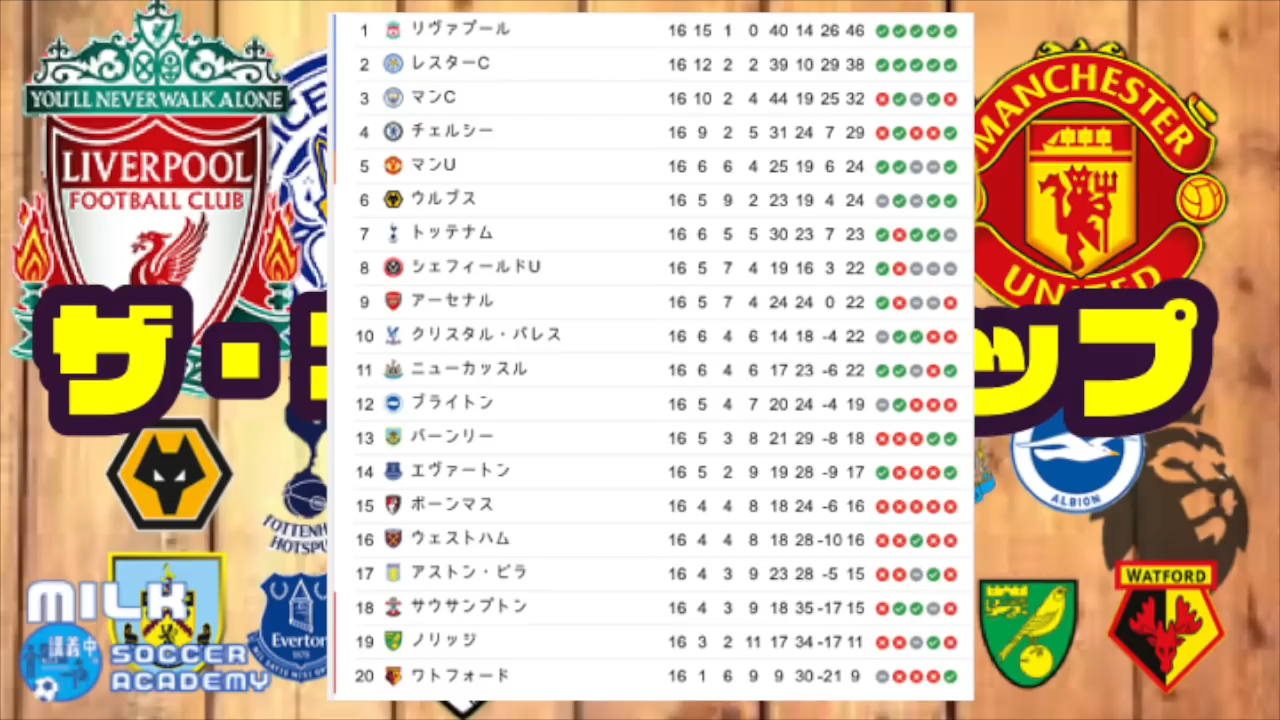 1 リヴァプール 16 15 1 0 40 14 26 46
2 レスターC 16 12 2 2 39 10 29 38
3 マンC 16 10 2 4 44 19 25 32
4 チェルシー 16 9 2 5 31 24 7 29
5 マンU 16 6 6 4 25 19 6 24
6 ウルブス 16 5 9 2 23 19 4 24
7 トッテナム 16 6 5 5 30 23 7 23
8 シェフィールドU 16 5 7 4 19 16 3 22
9 アーセナル 16 5 7 4 24 24 0 22
10 クリスタル・パレス 16 6 4 6 14 18 -4 22
11 ニューカッスル 16 6 4 6 17 23 -6 22
12 ブライトン 16 5 4 7 20 24 -4 19
13 バーンリー 16 5 3 8 21 29 -8 18
14 エヴァートン 16 5 2 9 19 28 -9 17
15 ボーンマス 16 4 4 8 18 24 -6 16
16 ウェストハム 16 4 4 8 18 28 -10 16
17 アストン・ビラ 16 4 3 9 23 28 -5 15
18 サウサンプトン 16 4 3 9 18 35 -17 15
19 ノリッジ 16 3 2 11 17 34 -17 11
20 ワトフォード 16 1 6 9 9 30 -21 9
YOU'LL NEVER WALK ALONE
LIVERPOOL
FOOTBALL CLUB
MANCHESTER
UNITED
ザ・
ップ
ALBION
WATFORD
Everton
1878
MILK
講義中
SOCCER
ACADEMY